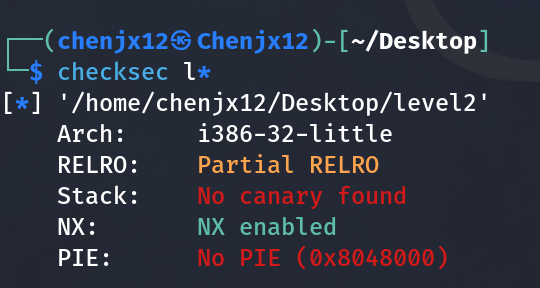 ┌──(chenjx12㉿Chenjx12)-[~/Desktop]
└─$ checksec l*
[*] '/home/chenjx12/Desktop/level2'
    Arch:     i386-32-little
    RELRO:    Partial RELRO
    Stack:    No canary found
    NX:       NX enabled
    PIE:      No PIE (0x8048000)